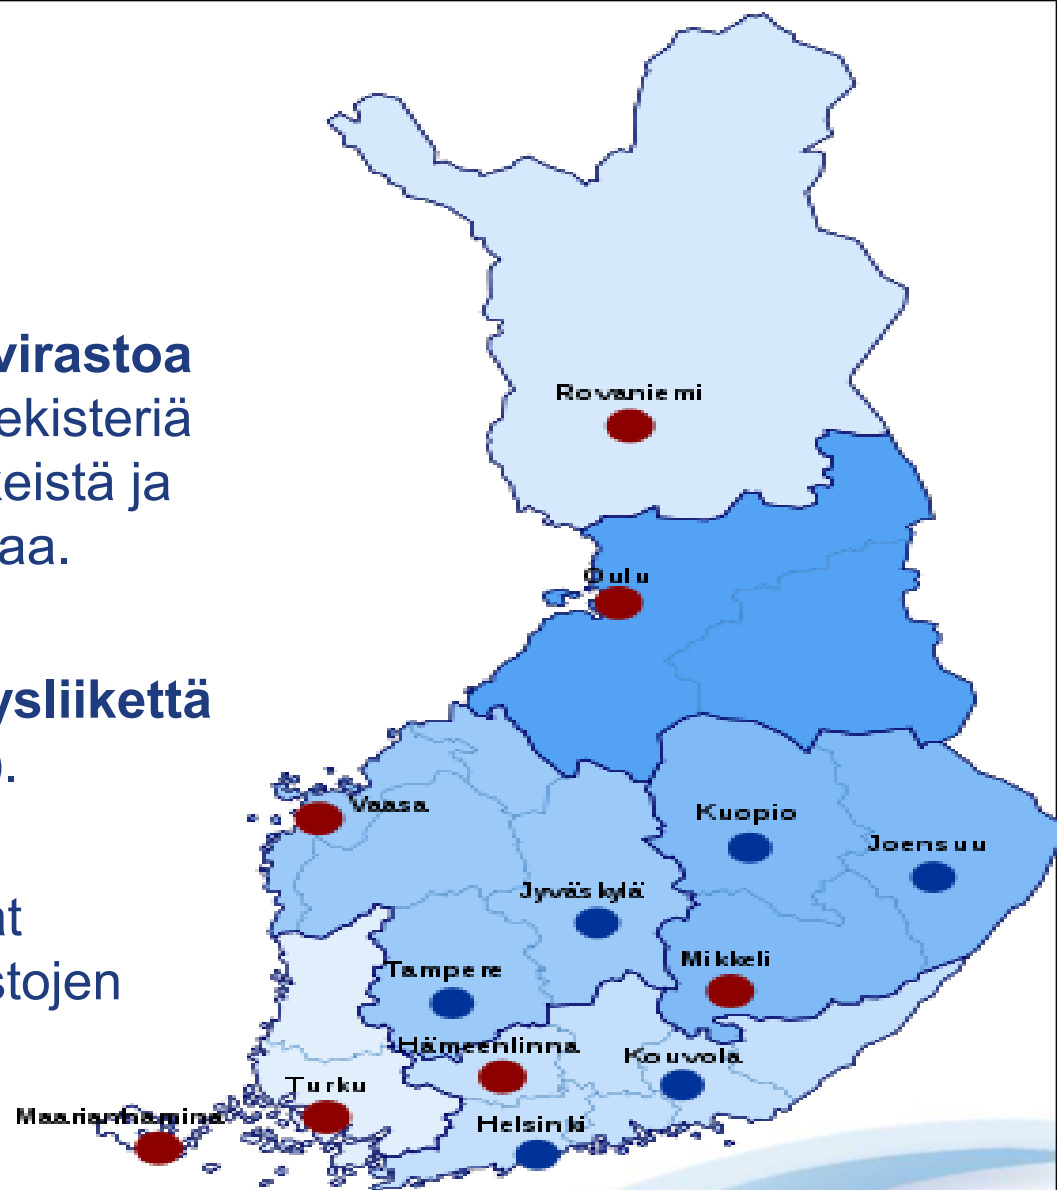 virastoa
ekisteriä
keistä ja
aa.
ysliikettä
).
at
stojen
Rovaniemi
Oulu
Vaasa
Kuopio
Joensuu
Jyväskylä
Mikkeli
Tampere
Hämeenlinna
Kouvola
Turku
Maarianhamina
Helsinki